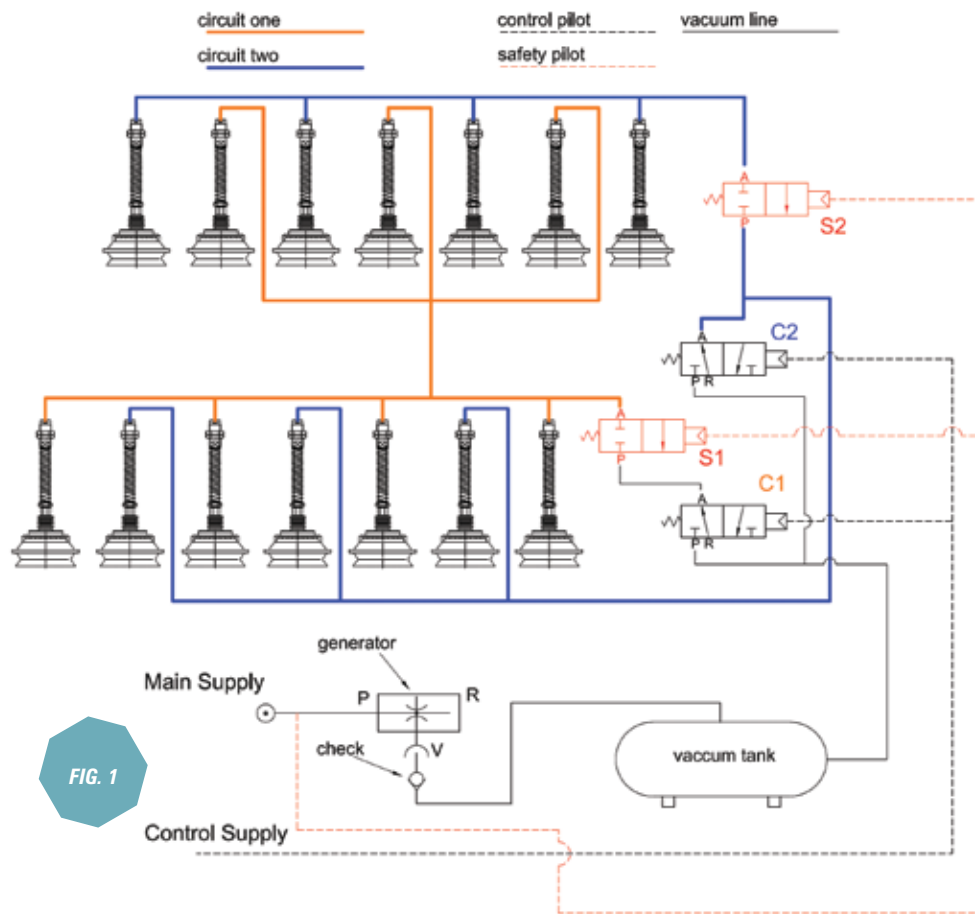 circuit one
control pilot
vacuum line
circuit two
safety pilot
A
P
S2
C2
A
P R
A
P
S1
C1
A
P R
generator
Main Supply
P
R
check
V
vaccum tank
FIG. 1
Control Supply